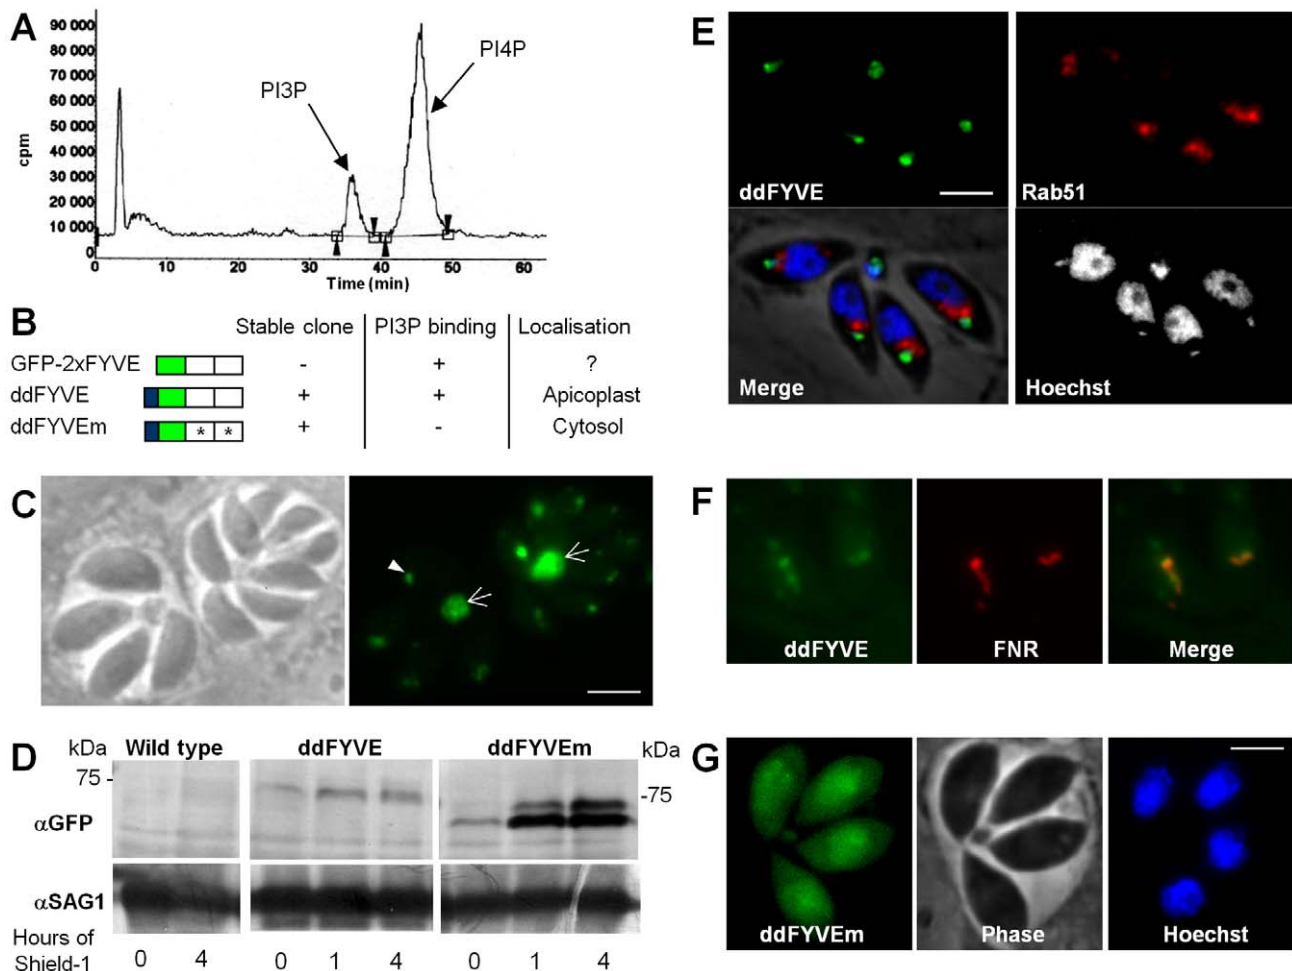 A
90 000
80 000
70 000
60 000
50 000
40 000
30 000
20 000
10 000
0
cpm
PI3P
PI4P
0 10 20 30 40 50 60
Time (min)
B
Stable clone PI3P binding Localisation
GFP-2xFYVE - + ?
ddFYVE + + Apicoplast
ddFYVEm * * + - Cytosol
C
D
kDa Wild type ddFYVE ddFYVEm kDa
75 -
-75
αGFP
αSAG1
Hours of
Shield-1 0 4 0 1 4 0 1 4
E
ddFYVE Rab51
Merge Hoechst
F
ddFYVE FNR Merge
G
ddFYVEm Phase Hoechst